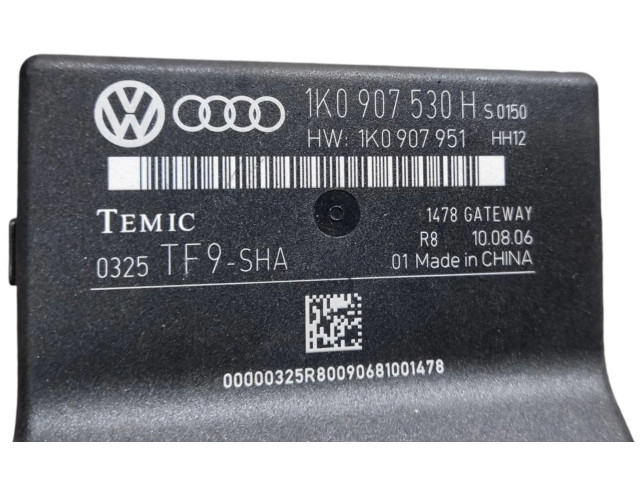 1K0 907 530 H S 0150
HW: 1K0 907 951 HH12
TEMIC
1478 GATEWAY
R8 10.08.06
0325 TF9-SHA
01 Made in CHINA
00000325R80090681001478